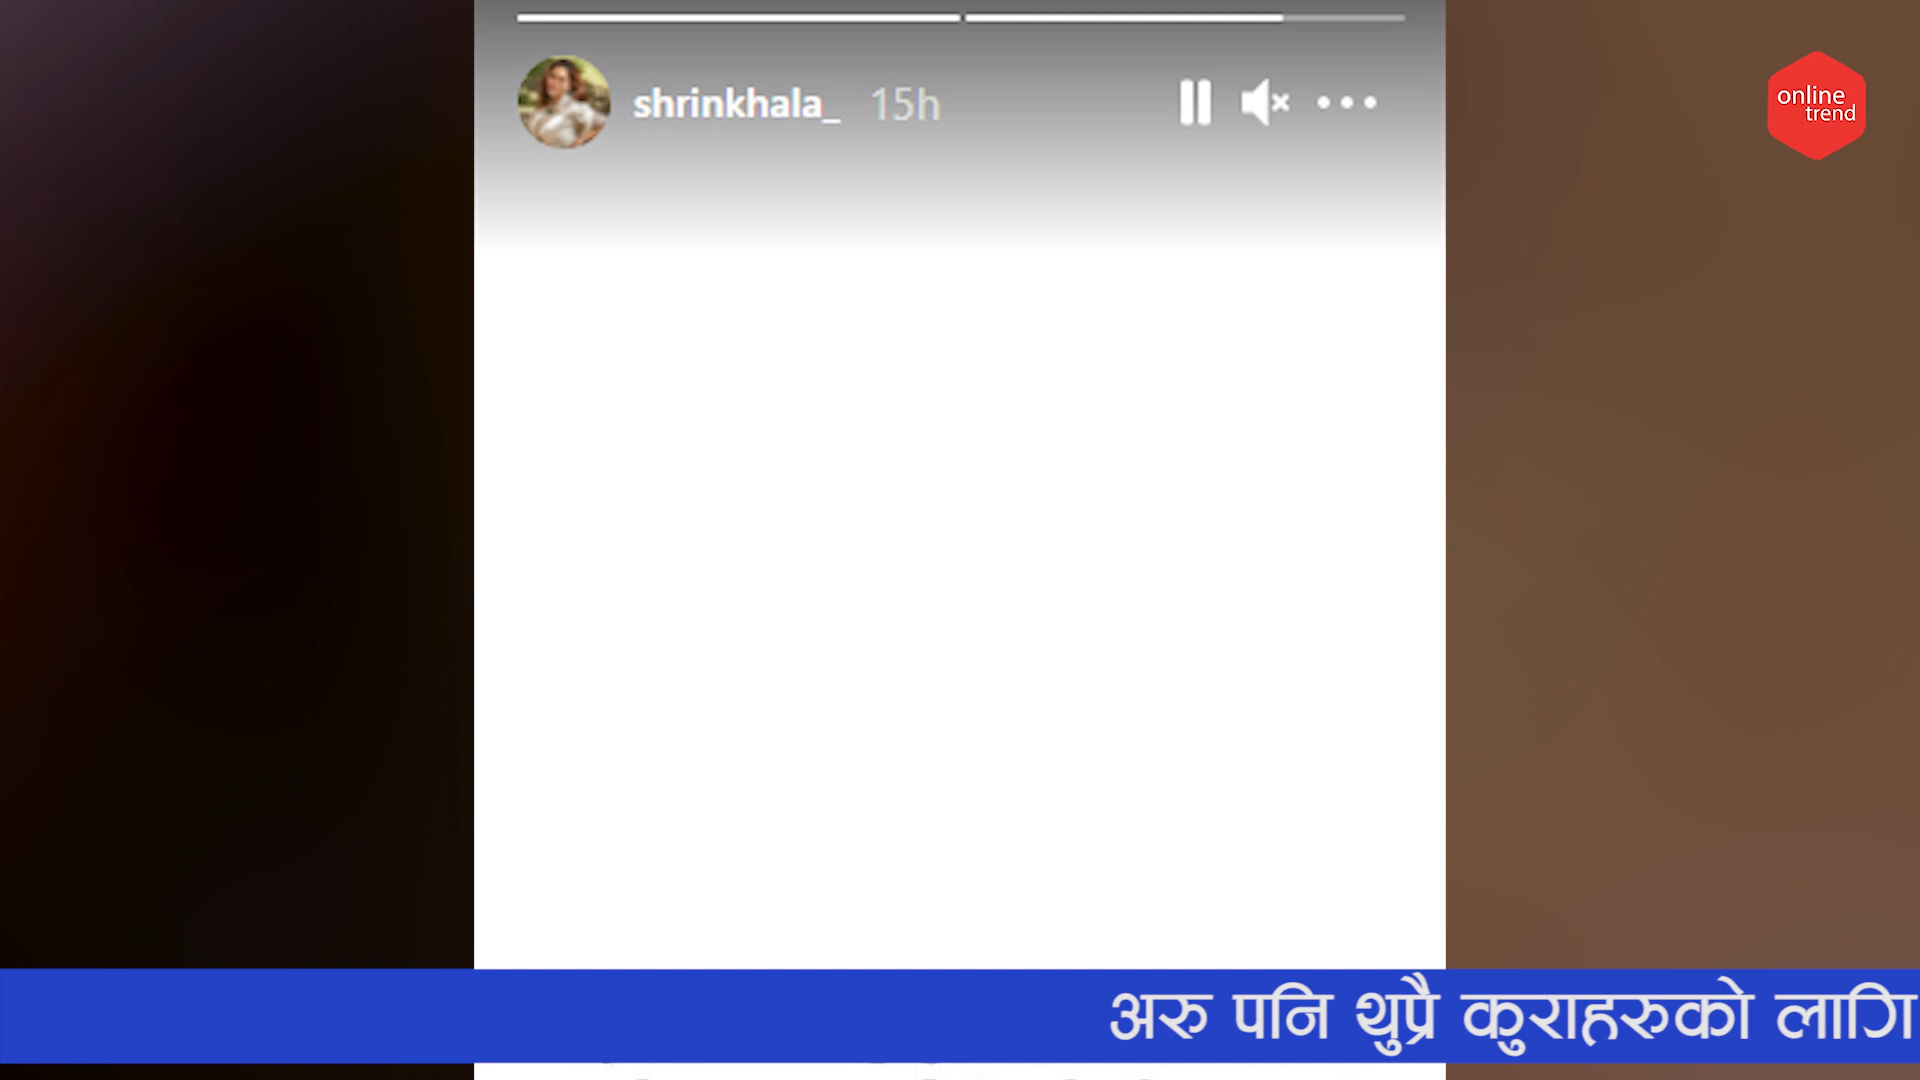 shrinkhala_ 15h
online
trend
अरु पनि थुप्रै कुराहरुको लागि